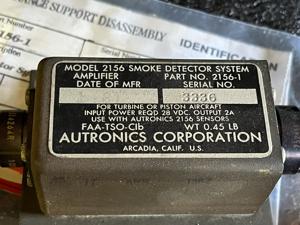 NTENANCE SUPPORT DISASSEMBLY
2156-1
IDENTIFICATION
MODEL 2156 SMOKE DETECTOR SYSTEM
AMPLIFIER PART NO. 2156-1
DATE OF MFR SERIAL NO.
3336
FOR TURBINE OR PISTON AIRCRAFT
INPUT POWER REQD 28 VDC. OUTPUT 2A
USE WITH AUTRONICS 2156 SENSORS
FAA-TSO-C1b WT 0.45 LB
AUTRONICS CORPORATION
ARCADIA, CALIF. U.S.